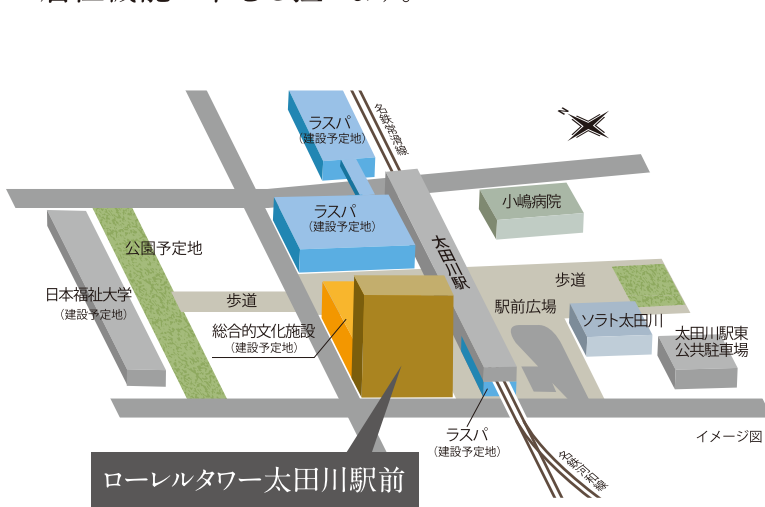 ラスパ
(建設予定地)
名鉄常滑線
N
ラスパ
(建設予定地)
小嶋病院
太田川駅
公園予定地
歩道
日本福祉大学
(建設予定地)
歩道
駅前広場
総合的文化施設
(建設予定地)
ソラト太田川
太田川駅東
公共駐車場
ラスパ
(建設予定地)
イメージ図
名鉄河和線
ローレルタワー太田川駅前